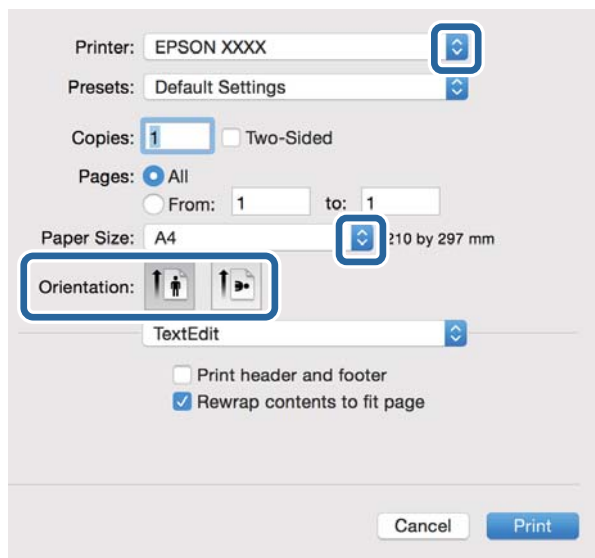 Printer: EPSON XXXX
Presets: Default Settings
Copies: 1 Two-Sided
Pages: All
From: 1 to: 1
Paper Size: A4 210 by 297 mm
Orientation:
TextEdit
Print header and footer
Rewrap contents to fit page
Cancel Print